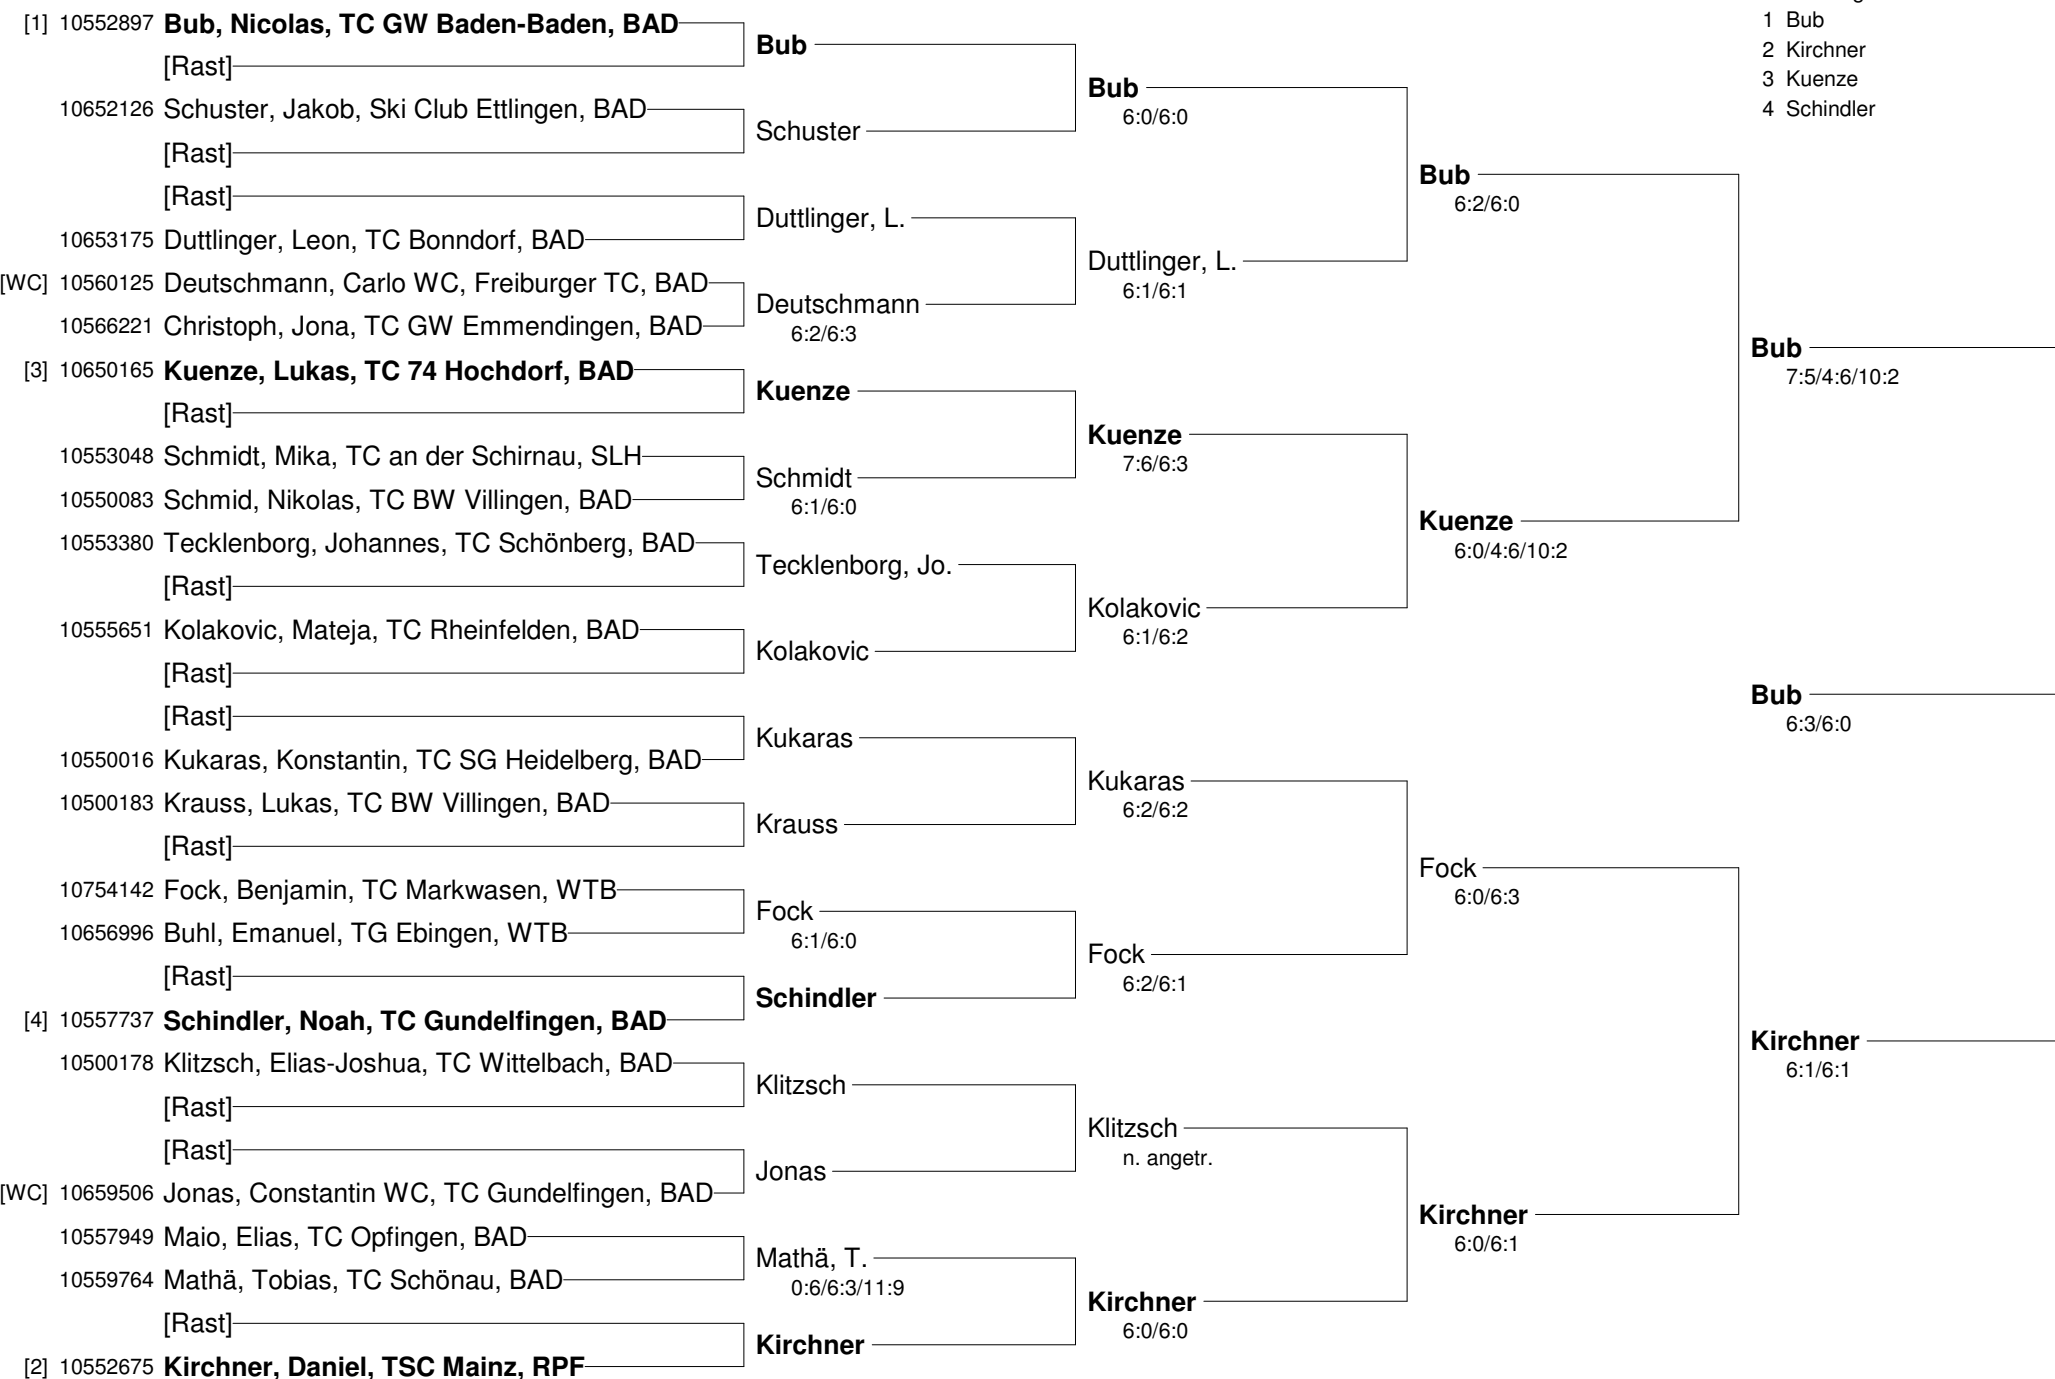 [1] 10552897 Bub, Nicolas, TC GW Baden-Baden, BAD
[Rast]
10652126 Schuster, Jakob, Ski Club Ettlingen, BAD
[Rast]
[Rast]
10653175 Duttlinger, Leon, TC Bonndorf, BAD
[WC] 10560125 Deutschmann, Carlo WC, Freiburger TC, BAD
10566221 Christoph, Jona, TC GW Emmendingen, BAD
[3] 10650165 Kuenze, Lukas, TC 74 Hochdorf, BAD
[Rast]
10553048 Schmidt, Mika, TC an der Schirnau, SLH
10550083 Schmid, Nikolas, TC BW Villingen, BAD
10553380 Tecklenborg, Johannes, TC Schönberg, BAD
[Rast]
10555651 Kolakovic, Mateja, TC Rheinfelden, BAD
[Rast]
[Rast]
10550016 Kukaras, Konstantin, TC SG Heidelberg, BAD
10500183 Krauss, Lukas, TC BW Villingen, BAD
[Rast]
10754142 Fock, Benjamin, TC Markwasen, WTB
10656996 Buhl, Emanuel, TG Ebingen, WTB
[Rast]
[4] 10557737 Schindler, Noah, TC Gundelfingen, BAD
10500178 Klitzsch, Elias-Joshua, TC Wittelbach, BAD
[Rast]
[Rast]
[WC] 10659506 Jonas, Constantin WC, TC Gundelfingen, BAD
10557949 Maio, Elias, TC Opfingen, BAD
10559764 Mathä, Tobias, TC Schönau, BAD
[Rast]
[2] 10552675 Kirchner, Daniel, TSC Mainz, RPF
Bub
Schuster
Duttlinger, L.
Deutschmann
6:2/6:3
Kuenze
Schmidt
6:1/6:0
Tecklenborg, Jo.
Kolakovic
Kukaras
Krauss
Fock
6:1/6:0
Schindler
Klitzsch
Jonas
Mathä, T.
0:6/6:3/11:9
Kirchner
Bub
6:0/6:0
Duttlinger, L.
6:1/6:1
Kuenze
7:6/6:3
Kolakovic
6:1/6:2
Kukaras
6:2/6:2
Fock
6:2/6:1
Klitzsch
n. angetr.
Kirchner
6:0/6:0
Bub
6:2/6:0
Kuenze
6:0/4:6/10:2
Fock
6:0/6:3
Kirchner
6:0/6:1
1 Bub
2 Kirchner
3 Kuenze
4 Schindler
Bub
7:5/4:6/10:2
Bub
6:3/6:0
Kirchner
6:1/6:1